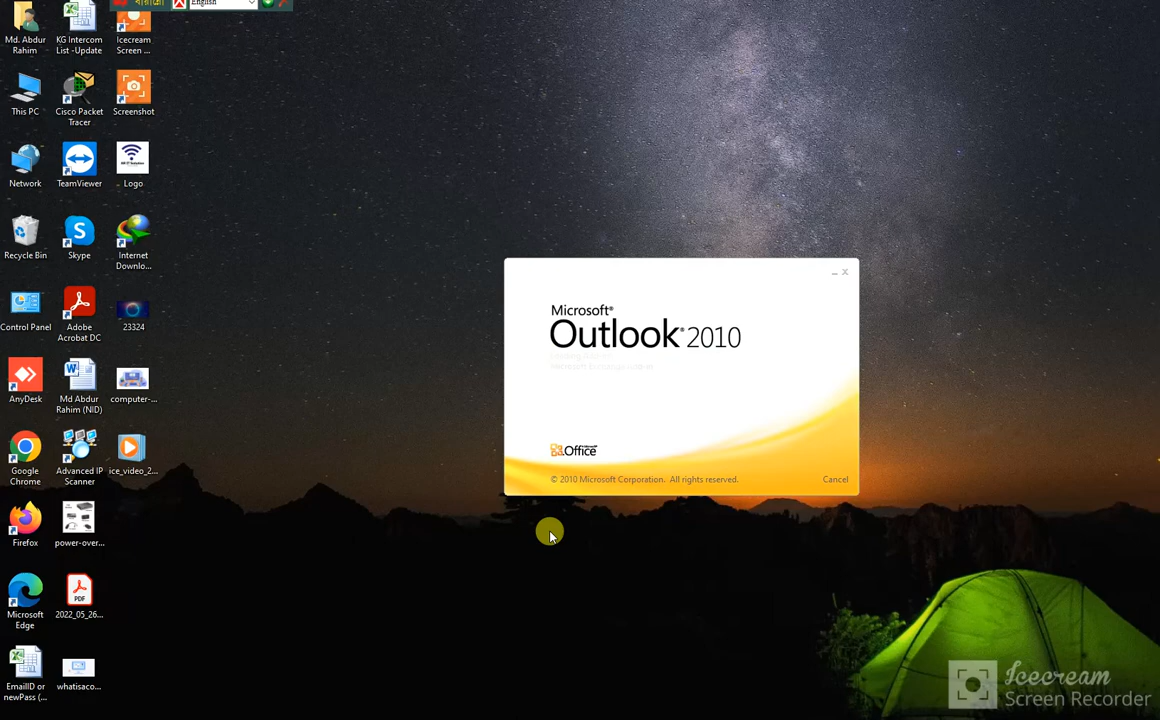 বাংলা
English
Md. Abdur
Rahim
KG Intercom
List -Update
Icecream
Screen ...
This PC
Cisco Packet
Tracer
Screenshot
Network
TeamViewer
Logo
Recycle Bin
Skype
Internet
Downlo...
Control Panel
Adobe
Acrobat DC
23324
AnyDesk
Md Abdur
Rahim (NID)
computer-...
Google
Chrome
Advanced IP
Scanner
ice_video_2...
Firefox
power-over...
Microsoft
Edge
PDF
2022_05_26...
EmailID or
newPass (...
whatisaco...
Microsoft®
Outlook® 2010
Office
© 2010 Microsoft Corporation. All rights reserved.
Cancel
Icecream
Screen Recorder